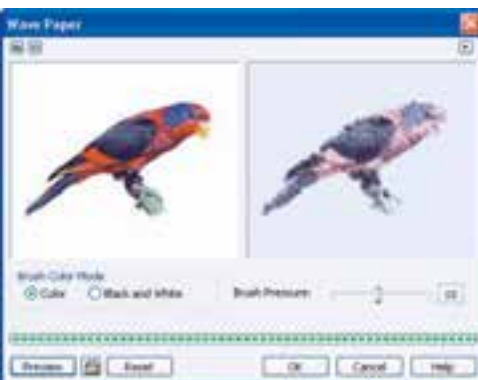 Wave Paper
Brush Color Mode
Color Black and White Brush Pressure:
Preview Reset OK Cancel Help